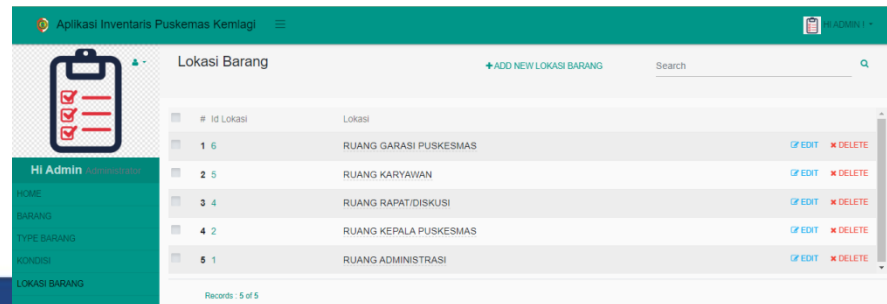 Aplikasi Inventaris Puskemas Kemlagi
HI ADMIN !
Lokasi Barang
+ADD NEW LOKASI BARANG
Search
# Id Lokasi Lokasi
1 6 RUANG GARASI PUSKESMAS EDIT DELETE
2 5 RUANG KARYAWAN EDIT DELETE
3 4 RUANG RAPAT/DISKUSI EDIT DELETE
4 2 RUANG KEPALA PUSKESMAS EDIT DELETE
5 1 RUANG ADMINISTRASI EDIT DELETE
Records : 5 of 5
Hi Admin Administrator
HOME
BARANG
TYPE BARANG
KONDISI
LOKASI BARANG